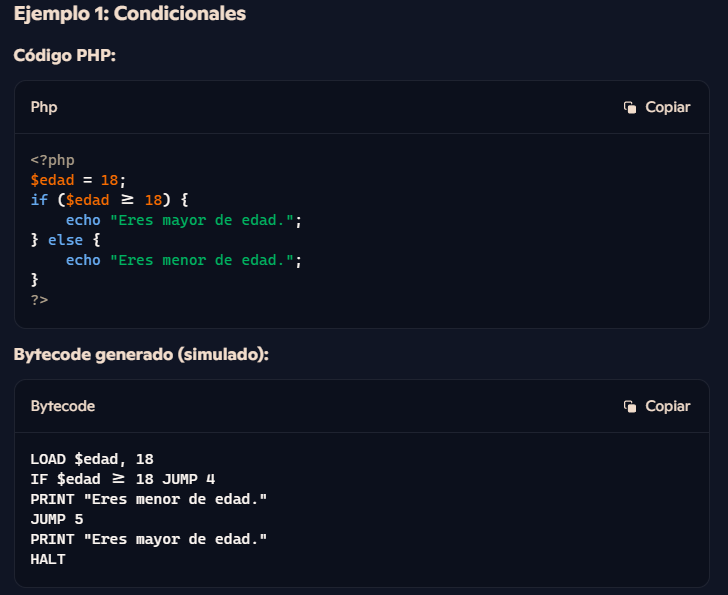 Ejemplo 1: Condicionales
Código PHP:
Php
Copiar
<?php
$edad = 18;
if ($edad ≥ 18) {
    echo "Eres mayor de edad.";
} else {
    echo "Eres menor de edad.";
}
?>
Bytecode generado (simulado):
Bytecode
Copiar
LOAD $edad, 18
IF $edad ≥ 18 JUMP 4
PRINT "Eres menor de edad."
JUMP 5
PRINT "Eres mayor de edad."
HALT